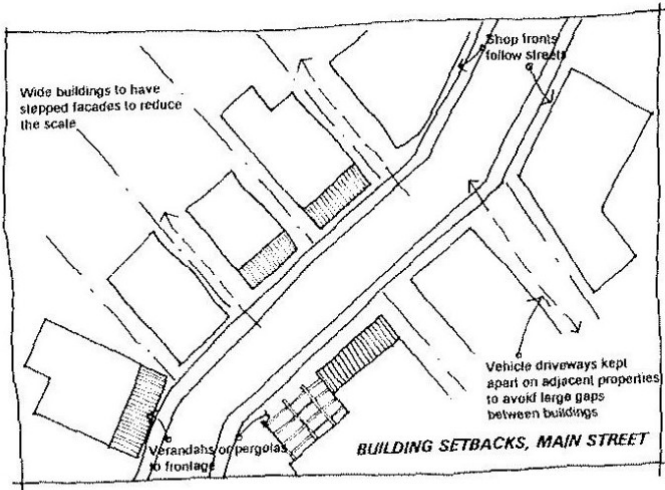 Shop fronts
follow streets
Wide buildings to have
stepped facades to reduce
the scale
Vehicle driveways kept
apart on adjacent properties
to avoid large gaps
between buildings
Verandahs or pergolas
to frontage
BUILDING SETBACKS, MAIN STREET